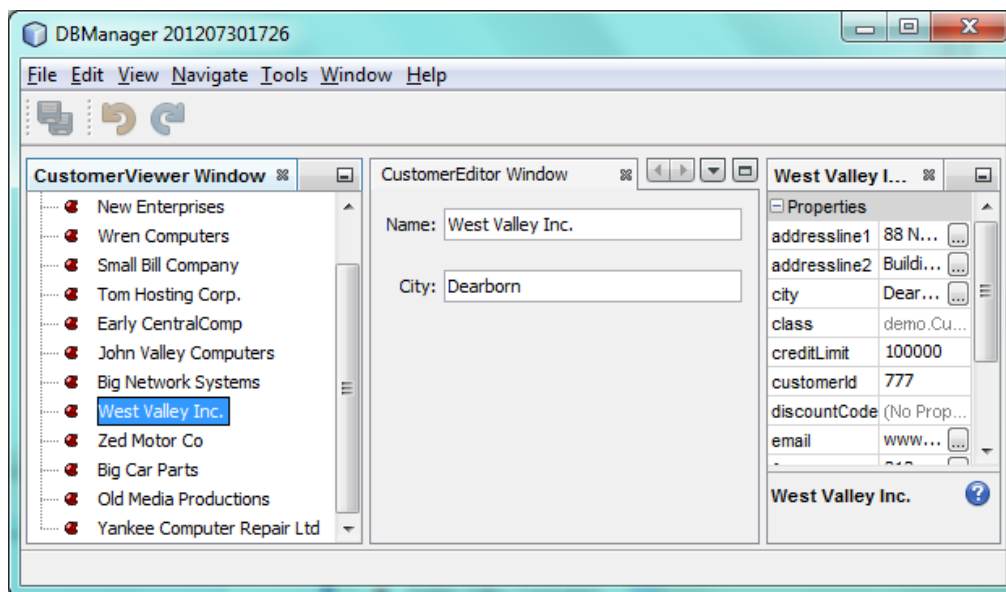 DBManager 201207301726
File Edit View Navigate Tools Window Help
CustomerViewer Window
New Enterprises
Wren Computers
Small Bill Company
Tom Hosting Corp.
Early CentralComp
John Valley Computers
Big Network Systems
West Valley Inc.
Zed Motor Co
Big Car Parts
Old Media Productions
Yankee Computer Repair Ltd
CustomerEditor Window
Name: West Valley Inc.
City: Dearborn
West Valley I...
Properties
addressline1 88 N... ...
addressline2 Buildi... ...
city Dear... ...
class demo.Cu...
creditLimit 100000
customerId 777
discountCode (No Prop...
email www... ...
West Valley Inc.